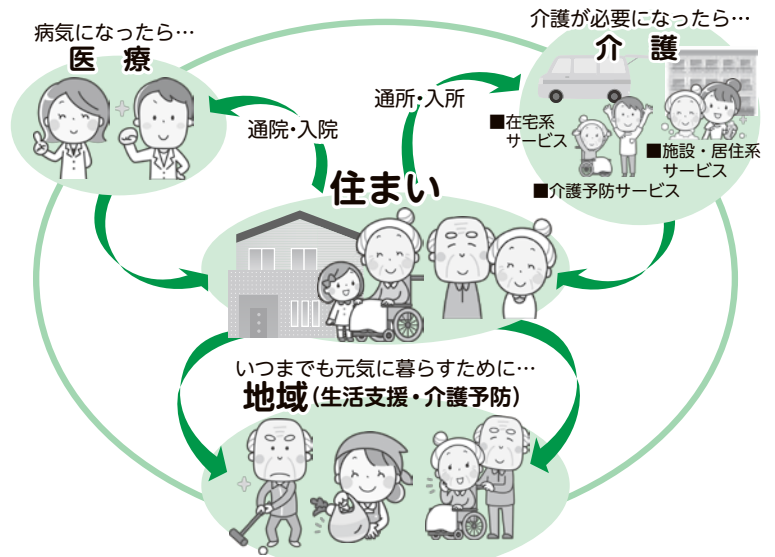 病気になったら…
医 療
介護が必要になったら…
介 護
通院・入院
通所・入所
■在宅系
サービス
■施設・居住系
サービス
■介護予防サービス
住まい
いつまでも元気に暮らすために…
地域(生活支援・介護予防)